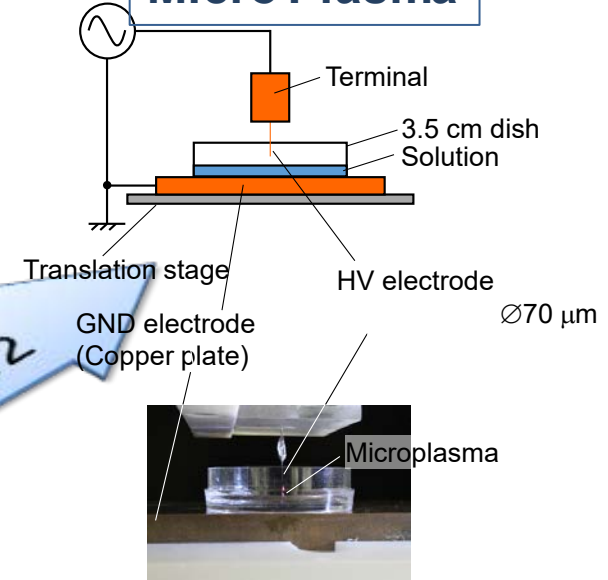 Micro Plasma
Terminal
3.5 cm dish
Solution
Translation stage
HV electrode
∅70 μm
GND electrode
(Copper plate)
Microplasma